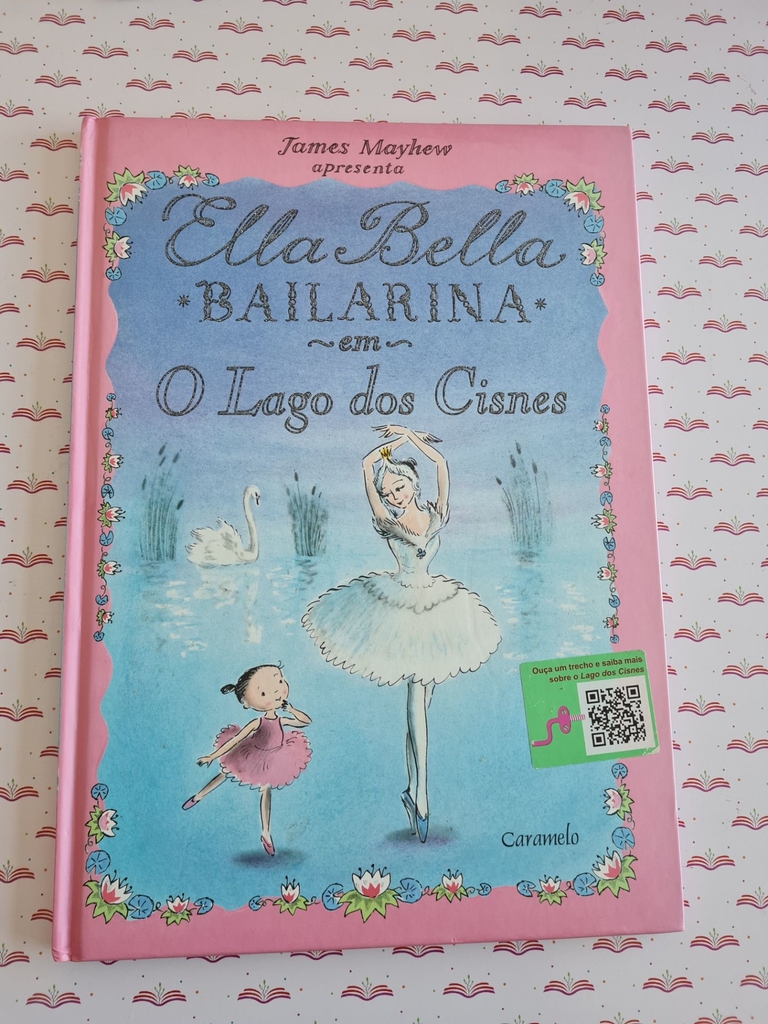 James Mayhew
apresenta
Ella Bella
*BAILARINA*
~em~
O Lago dos Cisnes
Ouça um trecho e saiba mais
sobre o Lago dos Cisnes
Caramelo